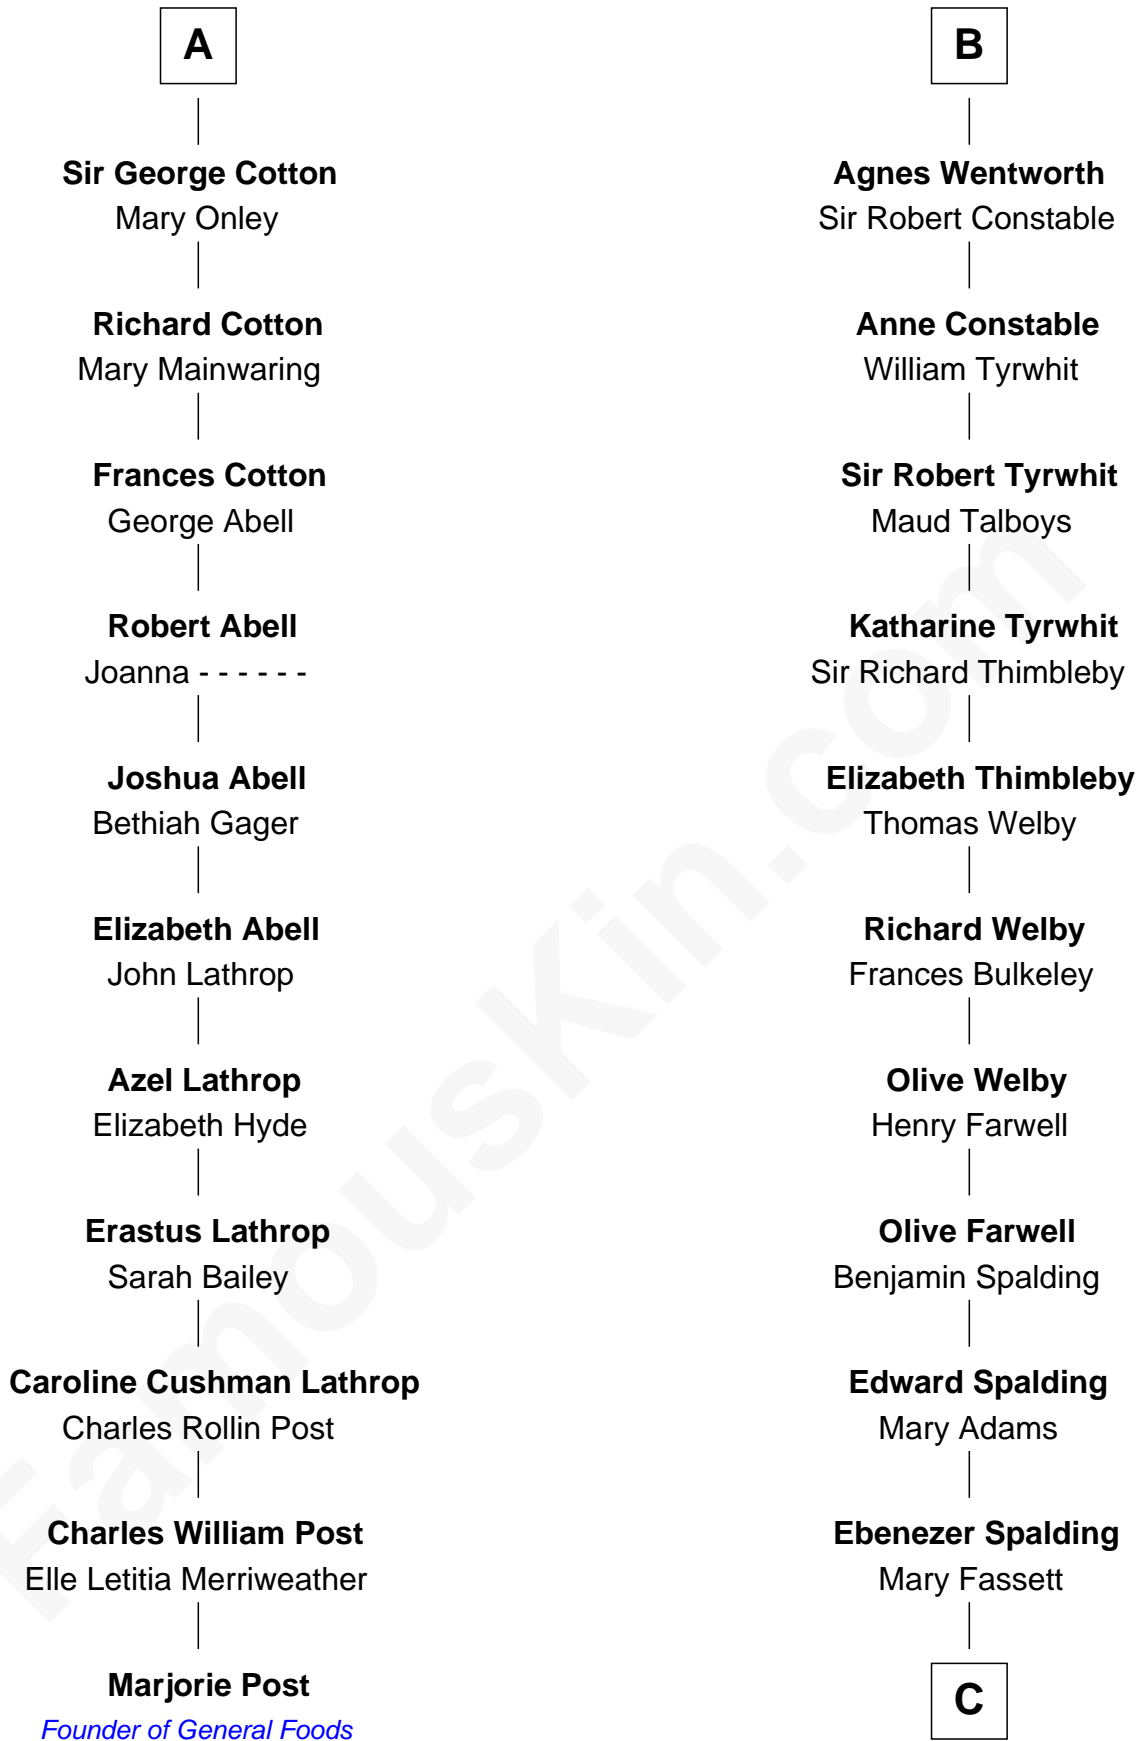 A
Sir George Cotton
Mary Onley
Richard Cotton
Mary Mainwaring
Frances Cotton
George Abell
Robert Abell
Joanna - - - - - -
Joshua Abell
Bethiah Gager
Elizabeth Abell
John Lathrop
Azel Lathrop
Elizabeth Hyde
Erastus Lathrop
Sarah Bailey
Caroline Cushman Lathrop
Charles Rollin Post
Charles William Post
Elle Letitia Merriweather
Marjorie Post
Founder of General Foods
B
Agnes Wentworth
Sir Robert Constable
Anne Constable
William Tyrwhit
Sir Robert Tyrwhit
Maud Talboys
Katharine Tyrwhit
Sir Richard Thimbleby
Elizabeth Thimbleby
Thomas Welby
Richard Welby
Frances Bulkeley
Olive Welby
Henry Farwell
Olive Farwell
Benjamin Spalding
Edward Spalding
Mary Adams
Ebenezer Spalding
Mary Fassett
C
FamousKin.com